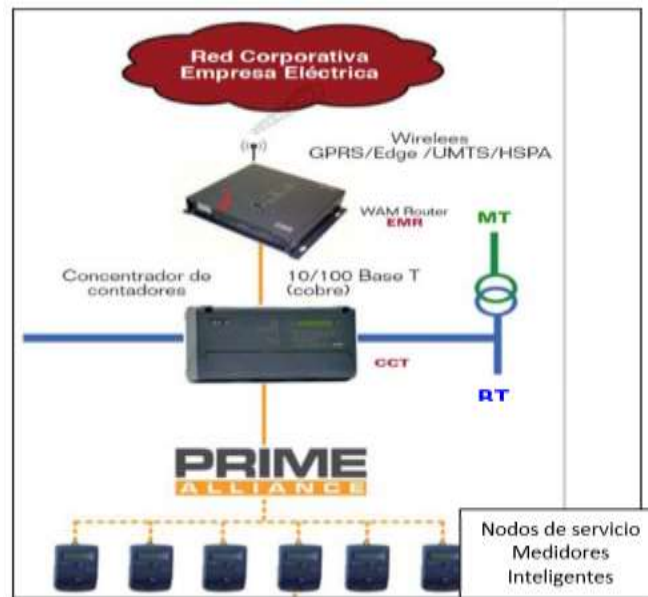 Red Corporativa
Empresa Eléctrica
Wirelees
GPRS/Edge /UMTS/HSPA
WAM Router
EMR
MT
Concentrador de
contadores
10/100 Base T
(cobre)
CCT
BT
PRIME
ALLIANCE
Nodos de servicio
Medidores
Inteligentes